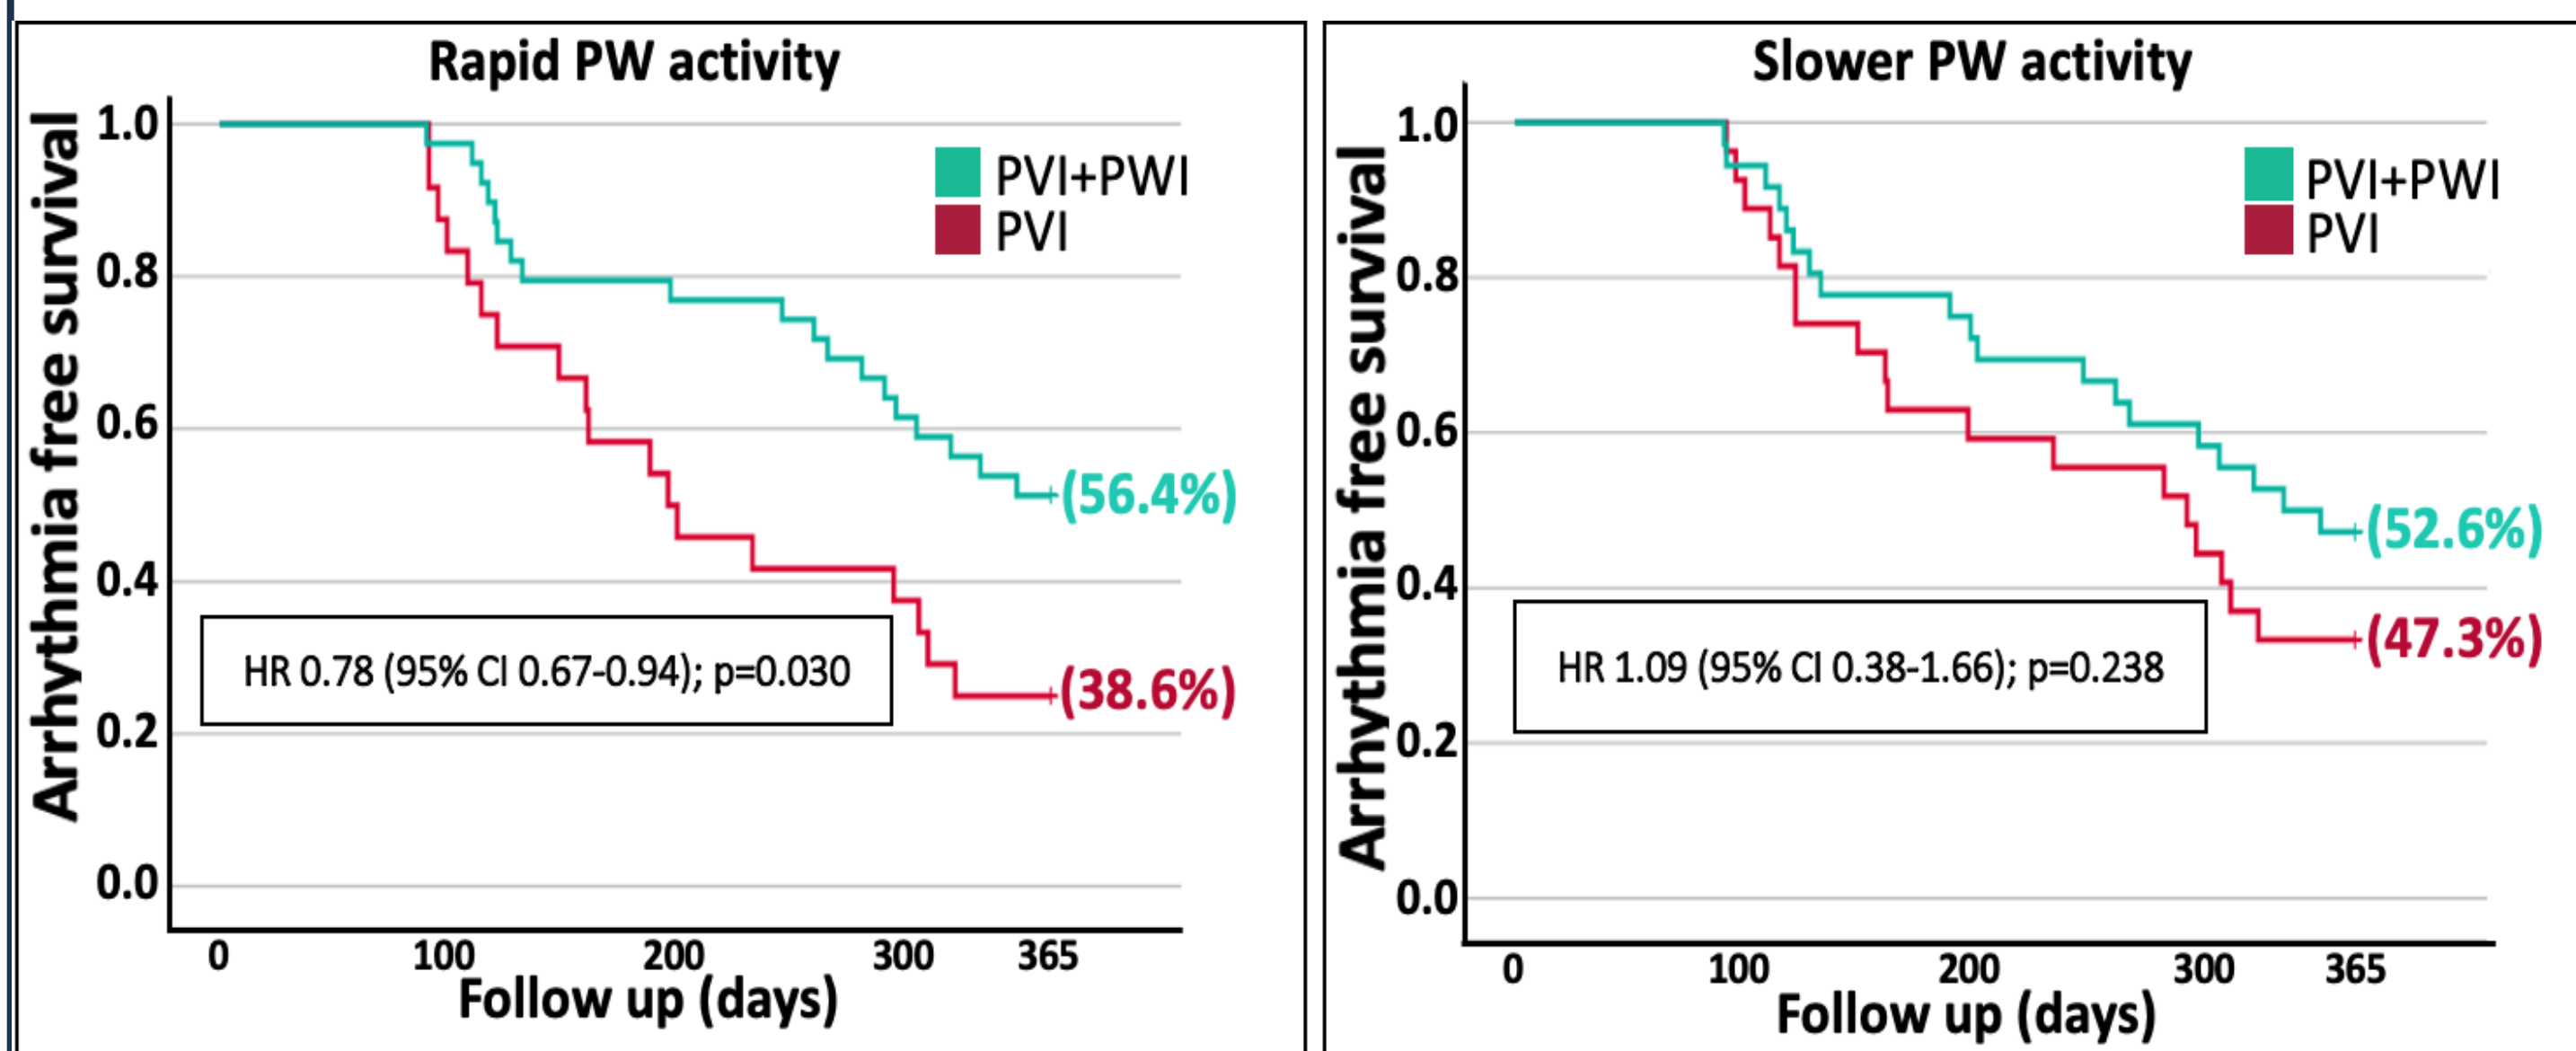 Rapid PW activity
Arrhythmia free survival
1.0
0.8
0.6
0.4
0.2
0.0
PVI+PWI
PVI
(56.4%)
(38.6%)
HR 0.78 (95% CI 0.67-0.94); p=0.030
0 100 200 300 365
Follow up (days)
Slower PW activity
Arrhythmia free survival
1.0
0.8
0.6
0.4
0.2
0.0
PVI+PWI
PVI
(52.6%)
(47.3%)
HR 1.09 (95% CI 0.38-1.66); p=0.238
0 100 200 300 365
Follow up (days)